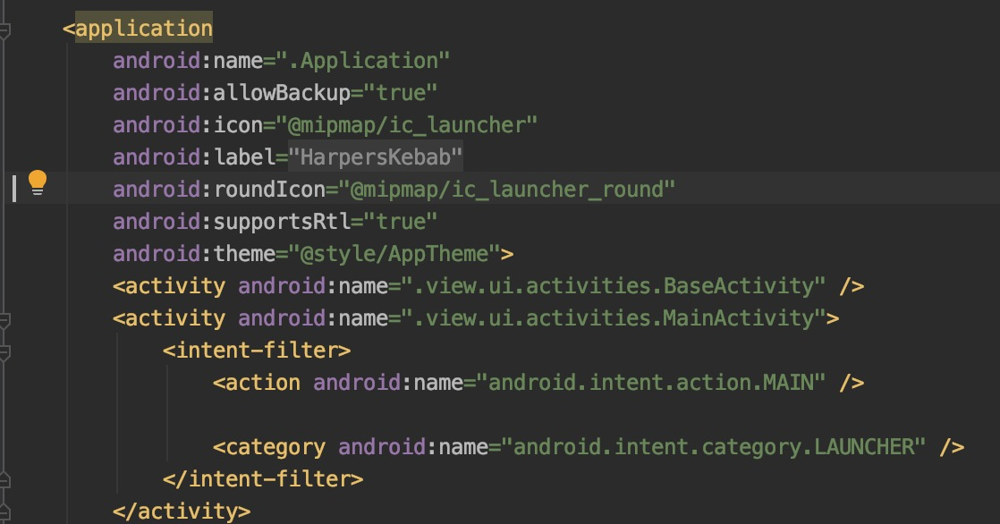 <application
android:name=".Application"
android:allowBackup="true"
android:icon="@mipmap/ic_launcher"
android:label="HarpersKebab"
android:roundIcon="@mipmap/ic_launcher_round"
android:supportsRtl="true"
android:theme="@style/AppTheme">
<activity android:name=".view.ui.activities.BaseActivity" />
<activity android:name=".view.ui.activities.MainActivity">
<intent-filter>
<action android:name="android.intent.action.MAIN" />
<category android:name="android.intent.category.LAUNCHER" />
</intent-filter>
</activity>